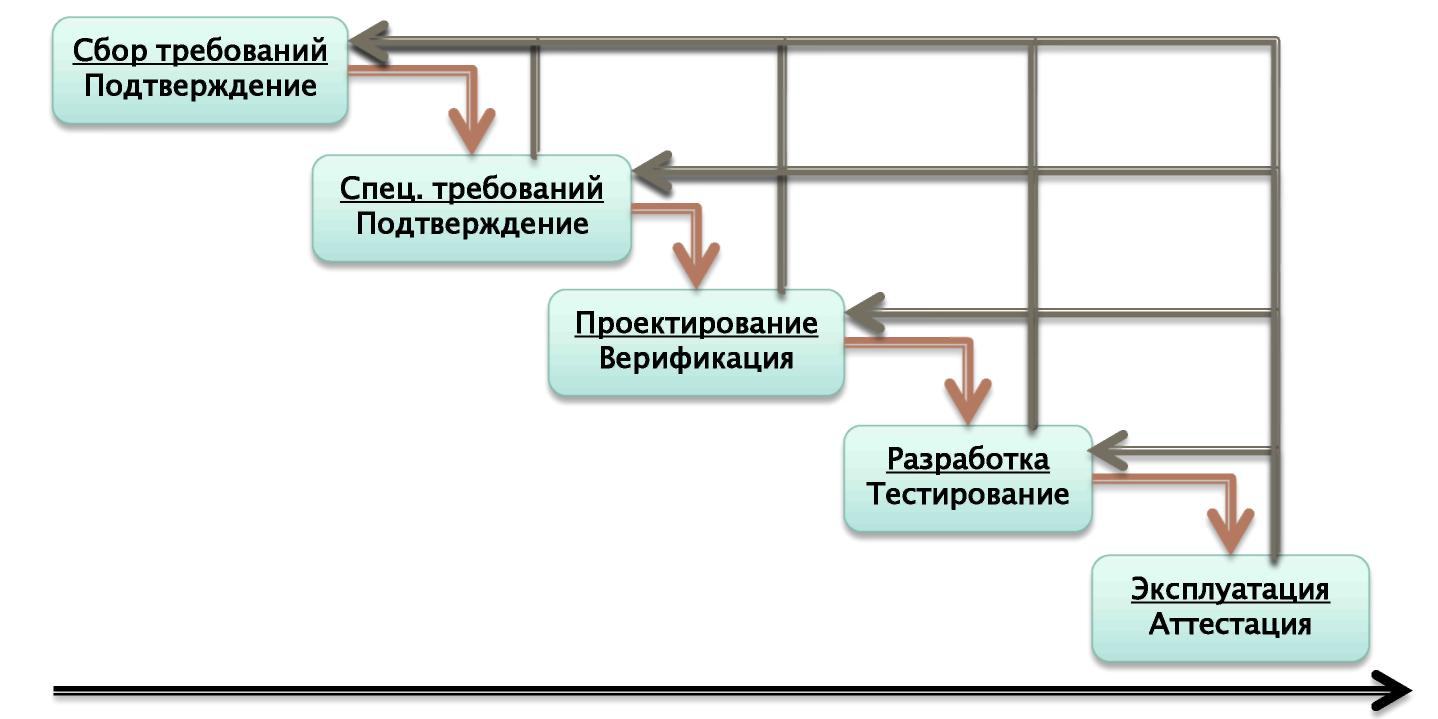 Сбор требований
Подтверждение
Спец. требований
Подтверждение
Проектирование
Верификация
Разработка
Тестирование
Эксплуатация
Аттестация